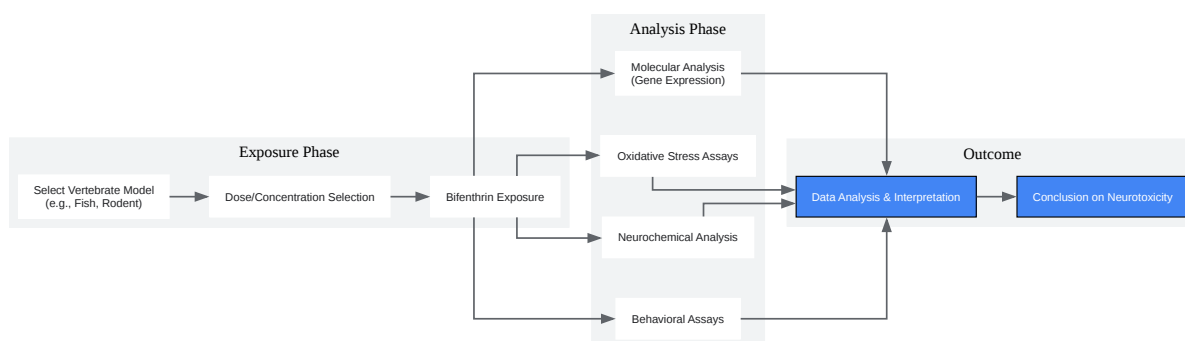 Analysis Phase
Molecular Analysis
(Gene Expression)
Oxidative Stress Assays
Exposure Phase
Outcome
Select Vertebrate Model
(e.g., Fish, Rodent)
Dose/Concentration Selection
Bifenthrin Exposure
Data Analysis & Interpretation
Conclusion on Neurotoxicity
Neurochemical Analysis
Behavioral Assays